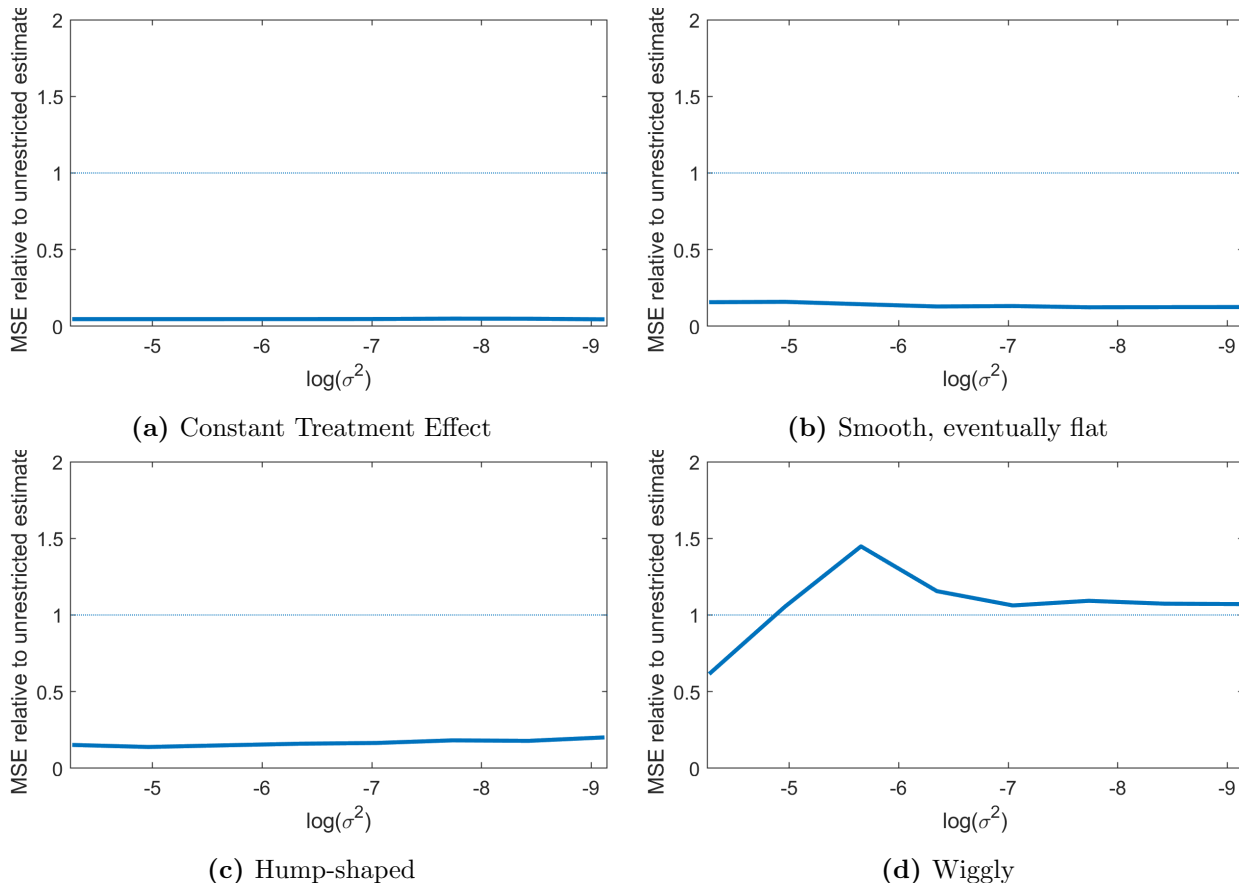 MSE relative to unrestricted estimate
2
1.5
1
0.5
0
-5 -6 -7 -8 -9
log(σ²)
(a) Constant Treatment Effect
MSE relative to unrestricted estimate
2
1.5
1
0.5
0
-5 -6 -7 -8 -9
log(σ²)
(b) Smooth, eventually flat
MSE relative to unrestricted estimate
2
1.5
1
0.5
0
-5 -6 -7 -8 -9
log(σ²)
(c) Hump-shaped
MSE relative to unrestricted estimate
2
1.5
1
0.5
0
-5 -6 -7 -8 -9
log(σ²)
(d) Wiggly